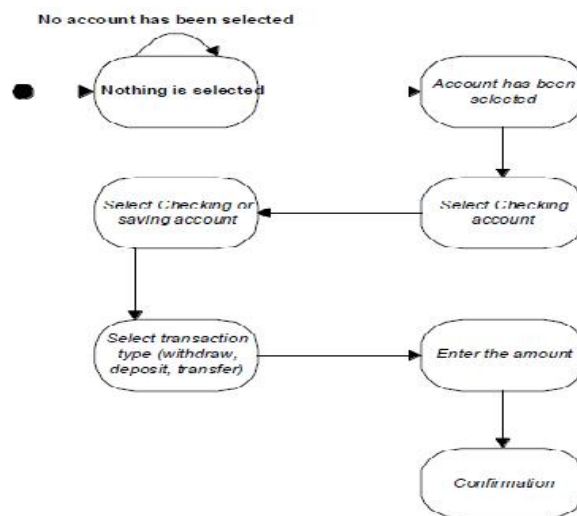 No account has been selected
Nothing is selected
Account has been
selected
Select Checking or
saving account
Select Checking
account
Select transaction
type (withdraw,
deposit, transfer)
Enter the amount
Confirmation